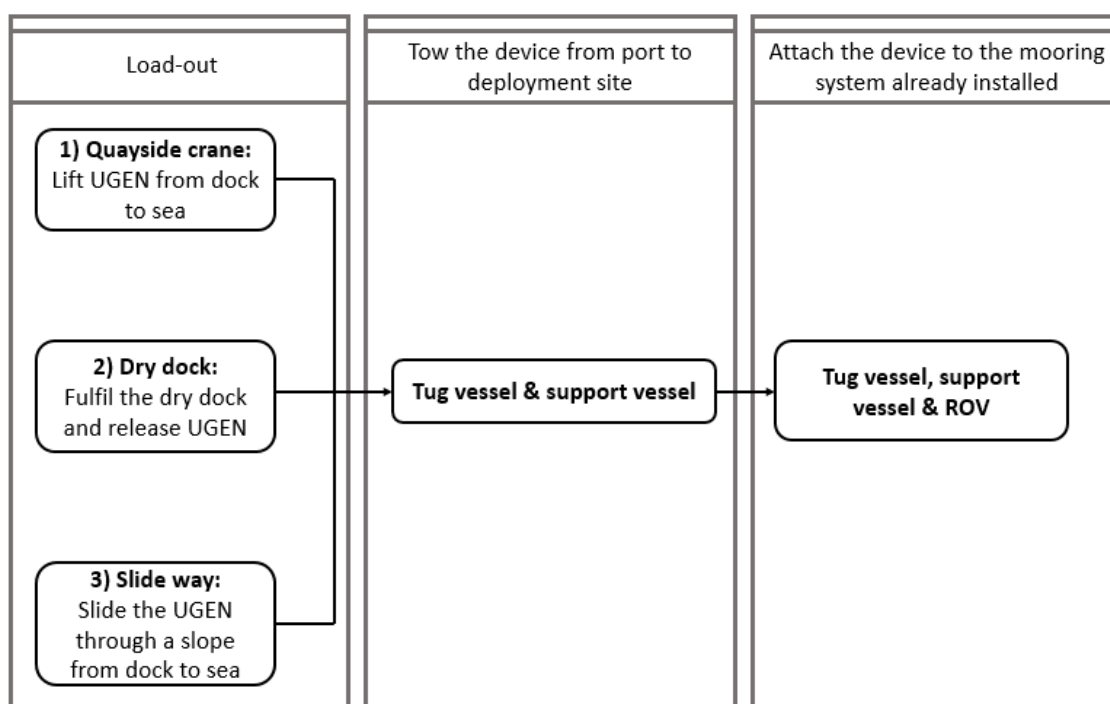 Load-out
Tow the device from port to
deployment site
Attach the device to the mooring
system already installed
1) Quayside crane:
Lift UGEN from dock
to sea
2) Dry dock:
Fulfil the dry dock
and release UGEN
3) Slide way:
Slide the UGEN
through a slope
from dock to sea
Tug vessel & support vessel
Tug vessel, support
vessel & ROV